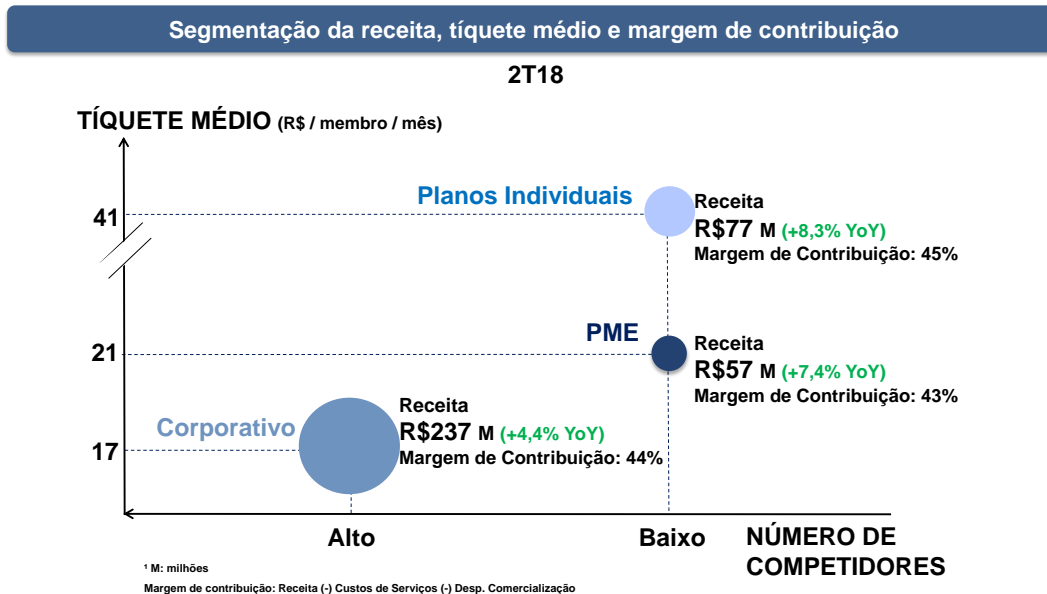 Segmentação da receita, tíquete médio e margem de contribuição
2T18
TÍQUETE MÉDIO (R$ / membro / mês)
41
Planos Individuais
Receita
R$77 M (+8,3% YoY)
Margem de Contribuição: 45%
21
PME
Receita
R$57 M (+7,4% YoY)
Margem de Contribuição: 43%
17
Corporativo
Receita
R$237 M (+4,4% YoY)
Margem de Contribuição: 44%
Alto
Baixo
NÚMERO DE
COMPETIDORES
¹ M: milhões
Margem de contribuição: Receita (-) Custos de Serviços (-) Desp. Comercialização